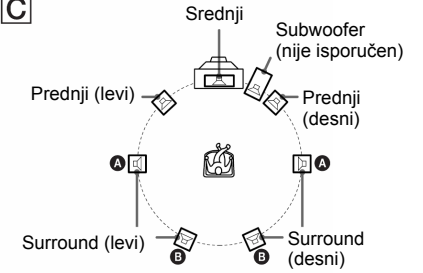 C
Srednji
Subwoofer
(nije isporučen)
Prednji (levi)
Prednji
(desni)
A
A
Surround (levi)
B
B
Surround
(desni)